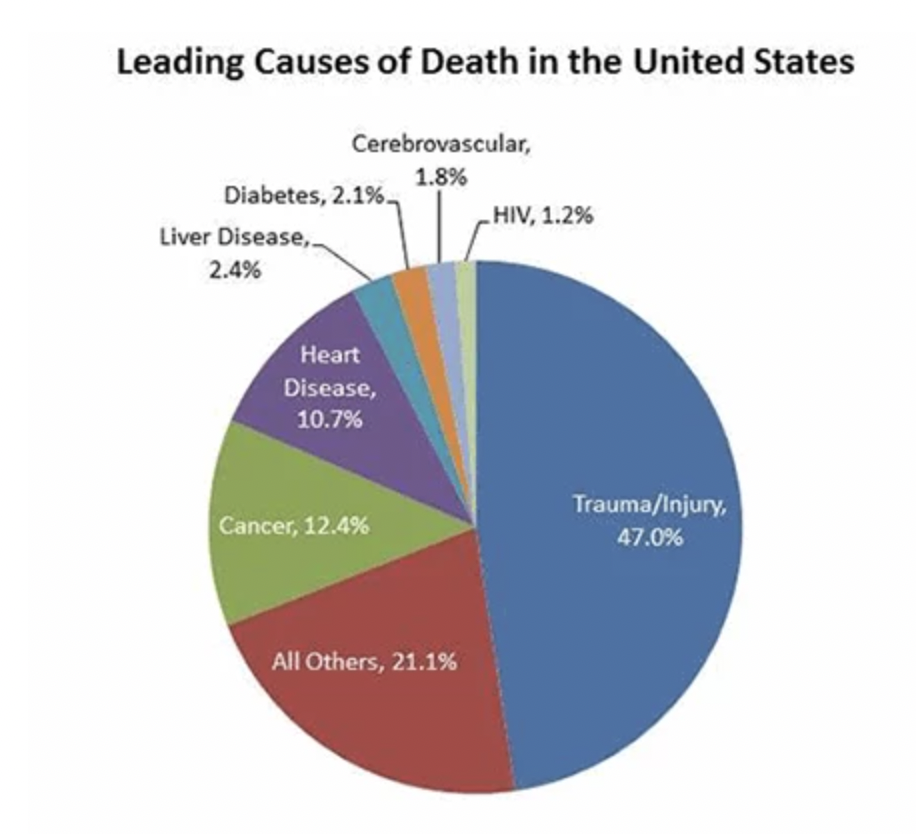 Leading Causes of Death in the United States
Cerebrovascular,
1.8%
Diabetes, 2.1%
HIV, 1.2%
Liver Disease,
2.4%
Heart
Disease,
10.7%
Trauma/Injury,
47.0%
Cancer, 12.4%
All Others, 21.1%